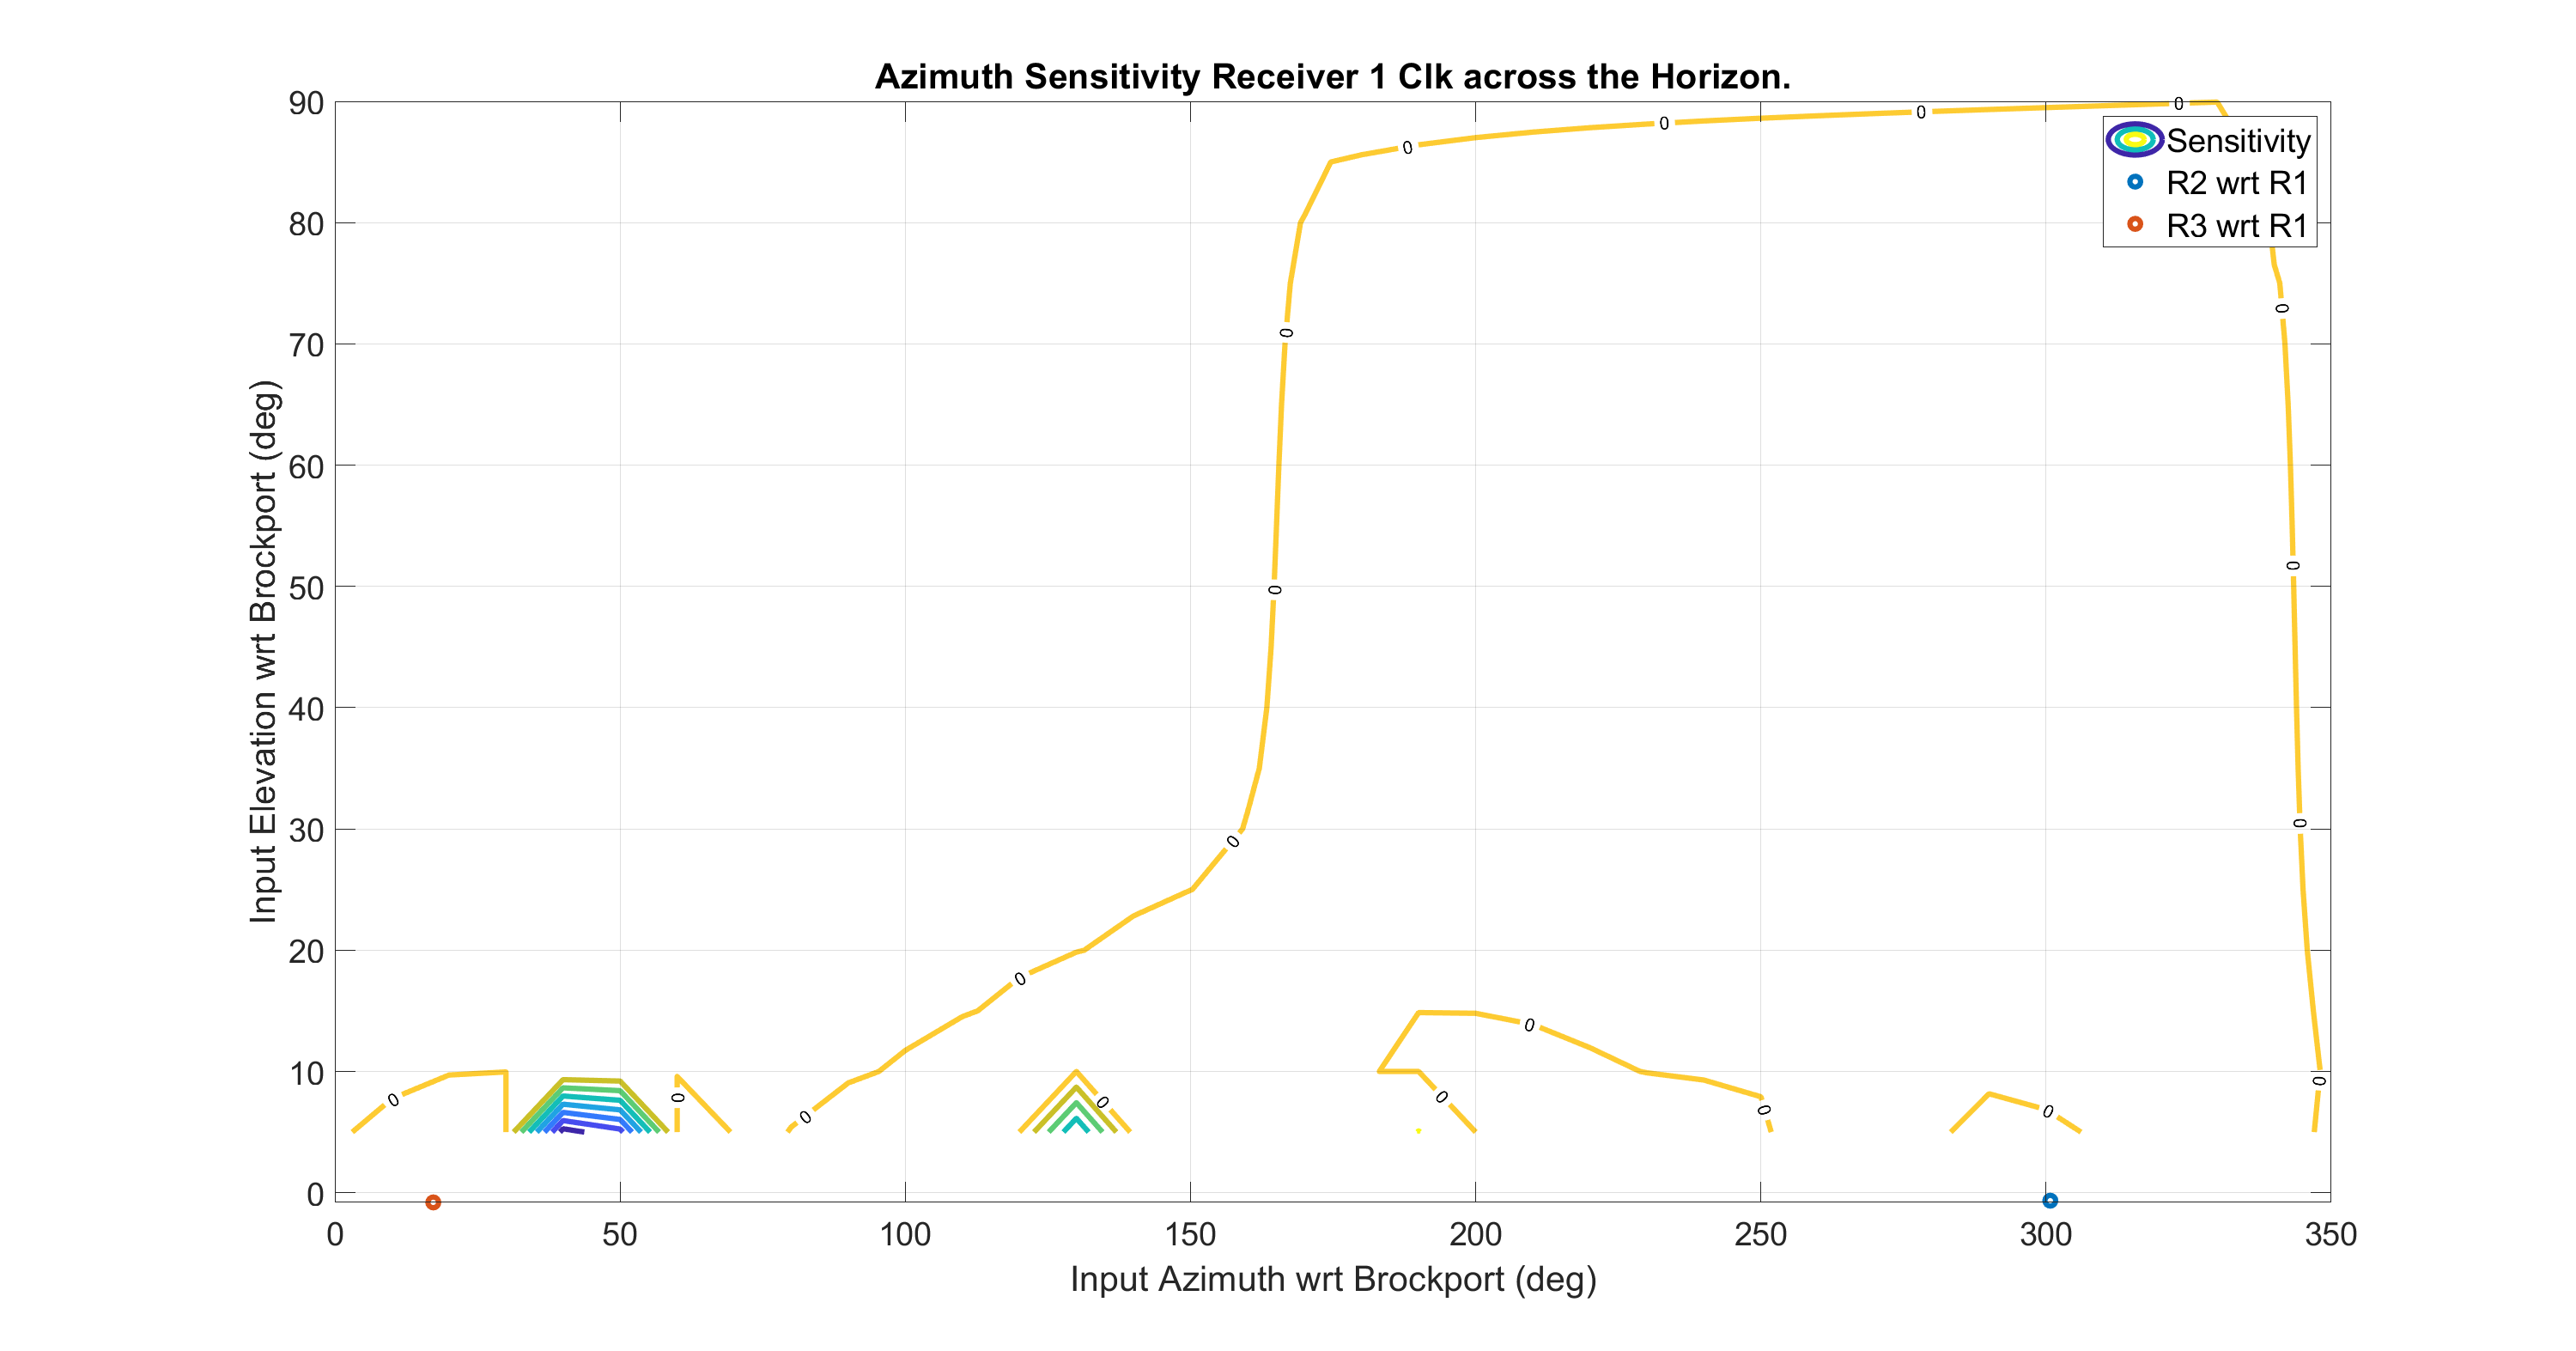 Azimuth Sensitivity Receiver 1 Clk across the Horizon.
Sensitivity
R2 wrt R1
R3 wrt R1
Input Elevation wrt Brockport (deg)
90
80
70
60
50
40
30
20
10
0
0 0 0 0 0
0 0
0 0
0 0
0 0
0 0 0 0 0 0 0 0 0
0 50 100 150 200 250 300 350
Input Azimuth wrt Brockport (deg)